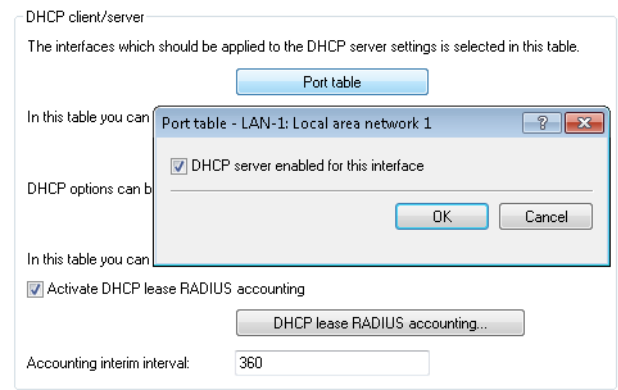 DHCP client/server
The interfaces which should be applied to the DHCP server settings is selected in this table.
Port table
In this table you can
Port table - LAN-1: Local area network 1
?
DHCP server enabled for this interface
DHCP options can b
OK Cancel
In this table you can
Activate DHCP lease RADIUS accounting
DHCP lease RADIUS accounting...
Accounting interim interval: 360